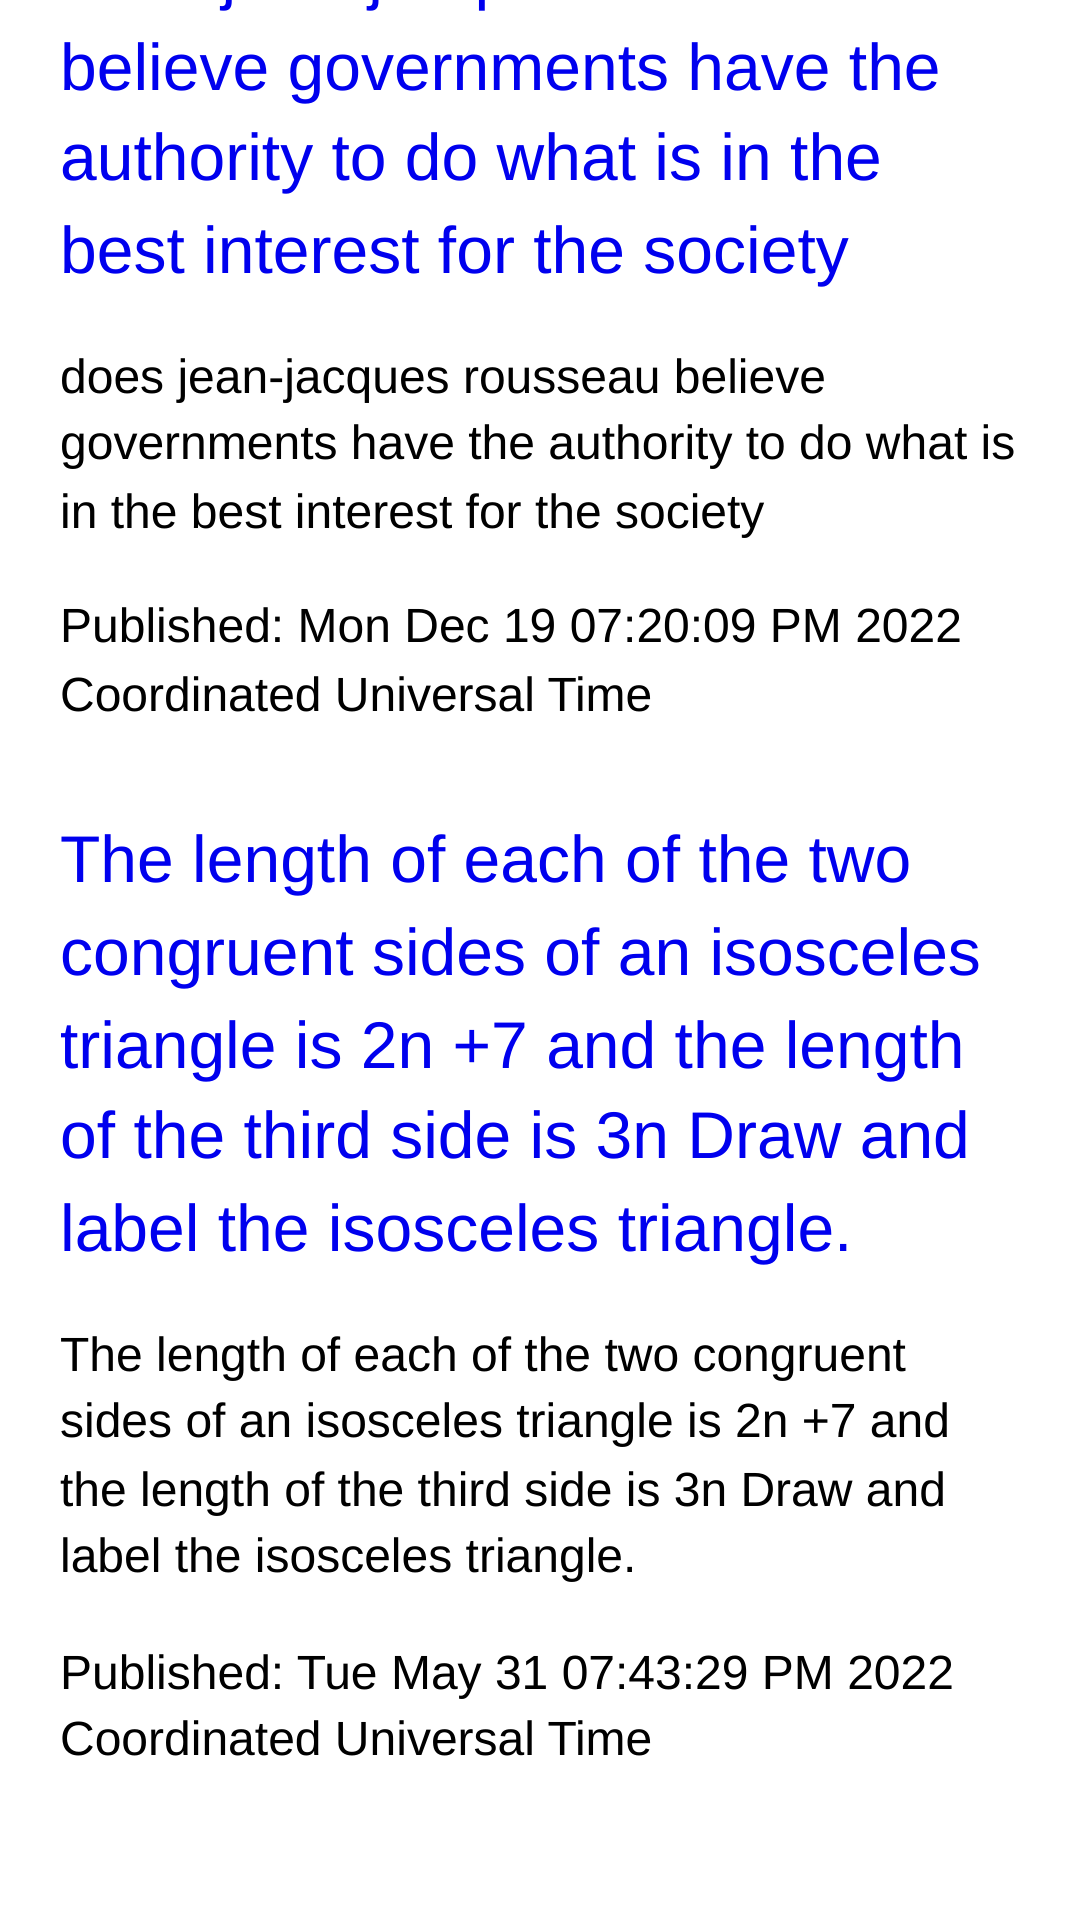 believe governments have the
authority to do what is in the
best interest for the society
does jean-jacques rousseau believe
governments have the authority to do what is
in the best interest for the society
Published: Mon Dec 19 07:20:09 PM 2022
Coordinated Universal Time
The length of each of the two
congruent sides of an isosceles
triangle is 2n +7 and the length
of the third side is 3n Draw and
label the isosceles triangle.
The length of each of the two congruent
sides of an isosceles triangle is 2n +7 and
the length of the third side is 3n Draw and
label the isosceles triangle.
Published: Tue May 31 07:43:29 PM 2022
Coordinated Universal Time